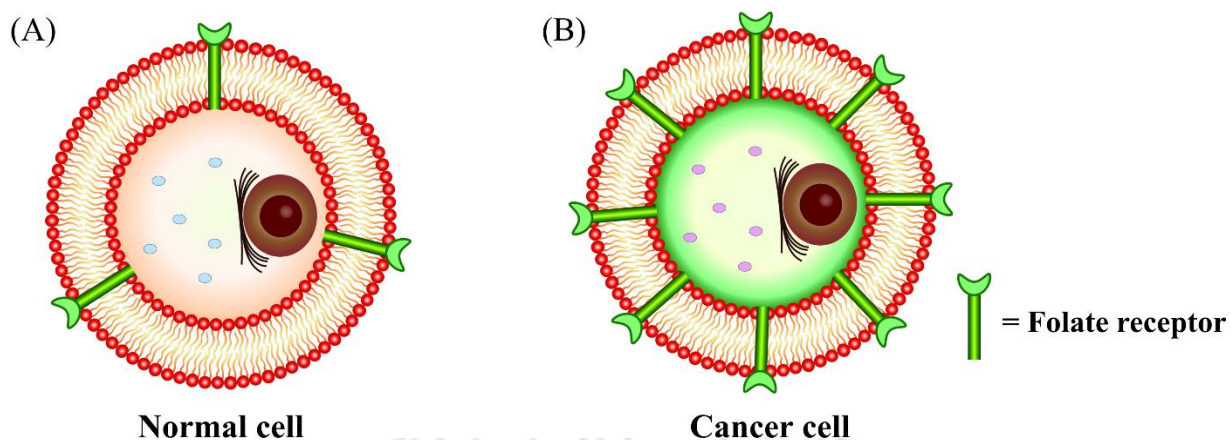 (A)
(B)
= Folate receptor
Normal cell
Cancer cell